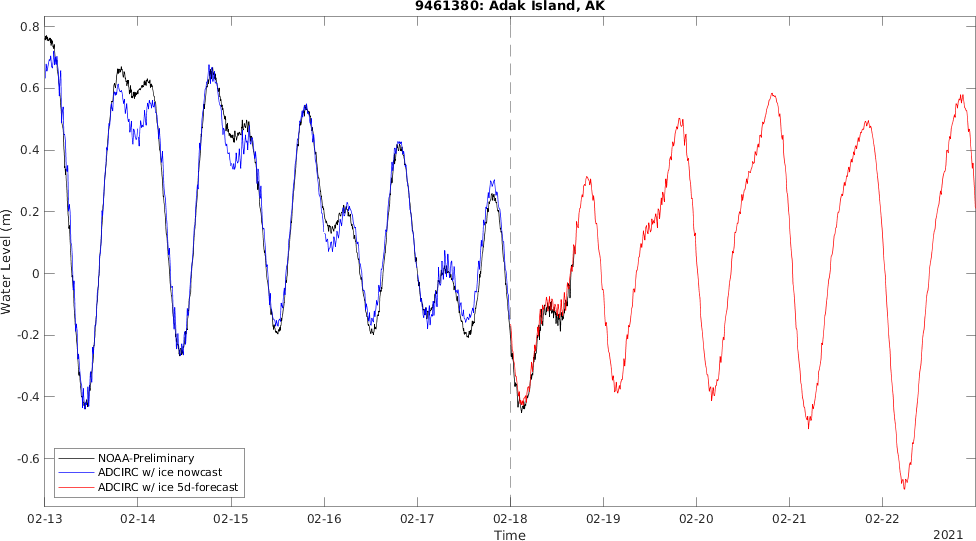 9461380: Adak Island, AK
0.8
0.6
0.4
0.2
0
-0.2
-0.4
-0.6
Water Level (m)
NOAA-Preliminary
ADCIRC w/ ice nowcast
ADCIRC w/ ice 5d-forecast
02-13 02-14 02-15 02-16 02-17 02-18 02-19 02-20 02-21 02-22
Time
2021